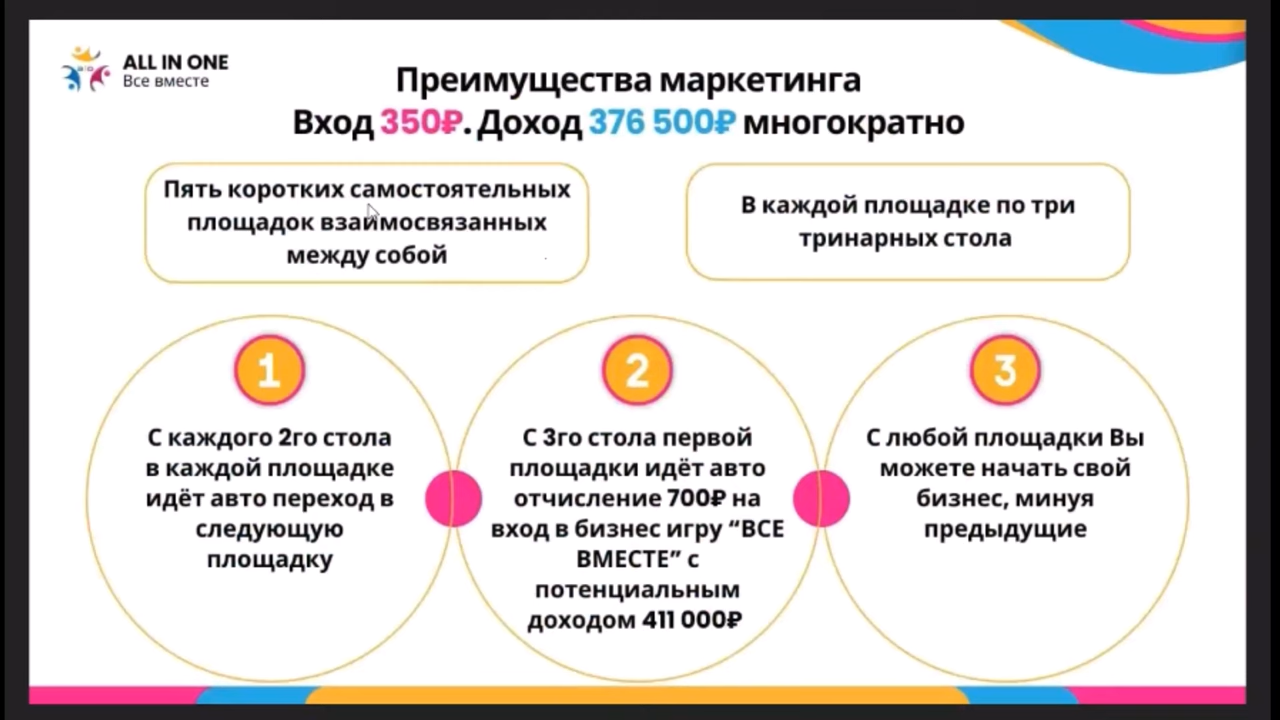 ALL IN ONE
Все вместе
Преимущества маркетинга
Вход 350₽. Доход 376 500₽ многократно
Пять коротких самостоятельных
площадок взаимосвязанных
между собой
В каждой площадке по три
тринарных стола
1
С каждого 2го стола
в каждой площадке
идёт авто переход в
следующую
площадку
2
С 3го стола первой
площадки идёт авто
отчисление 700₽ на
вход в бизнес игру “ВСЕ
ВМЕСТЕ” с
потенциальным
доходом 411 000₽
3
С любой площадки Вы
можете начать свой
бизнес, минуя
предыдущие